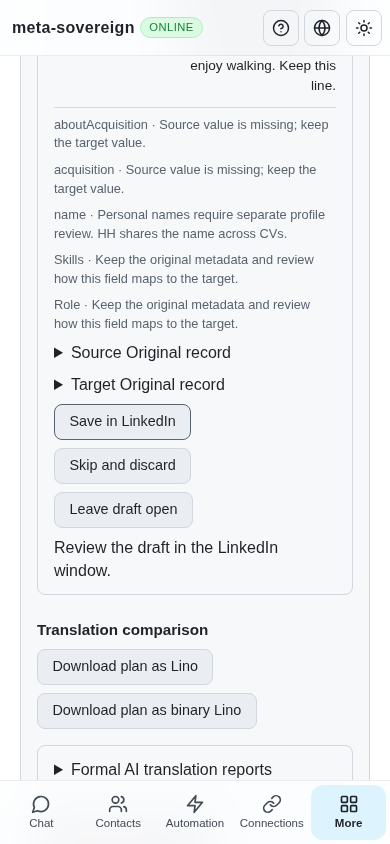 meta-sovereign ONLINE
enjoy walking. Keep this
line.
aboutAcquisition · Source value is missing; keep
the target value.
acquisition · Source value is missing; keep the
target value.
name · Personal names require separate profile
review. HH shares the name across CVs.
Skills · Keep the original metadata and review
how this field maps to the target.
Role · Keep the original metadata and review
how this field maps to the target.
Source Original record
Target Original record
Save in LinkedIn
Skip and discard
Leave draft open
Review the draft in the LinkedIn
window.
Translation comparison
Download plan as Lino
Download plan as binary Lino
Formal AI translation reports
Chat Contacts Automation Connections More